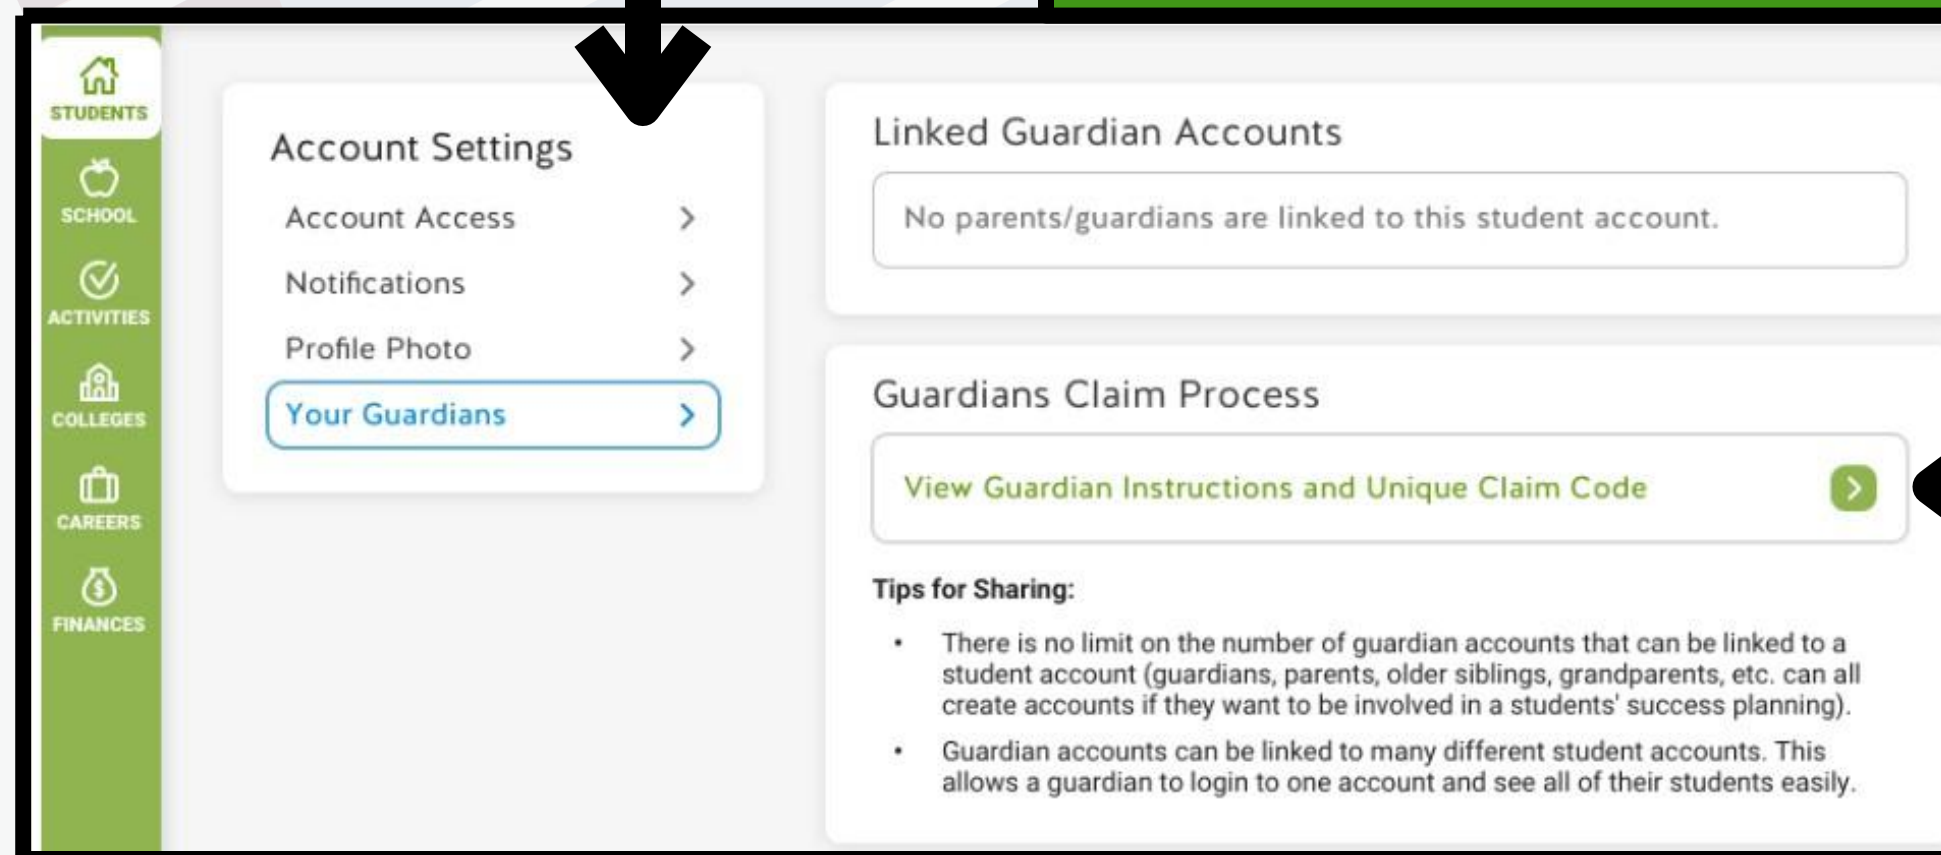 STUDENTS
SCHOOL
ACTIVITIES
COLLEGES
CAREERS
FINANCES
Account Settings
Account Access
Notifications
Profile Photo
Your Guardians
Linked Guardian Accounts
No parents/guardians are linked to this student account.
Guardians Claim Process
View Guardian Instructions and Unique Claim Code
Tips for Sharing:
• There is no limit on the number of guardian accounts that can be linked to a
student account (guardians, parents, older siblings, grandparents, etc. can all
create accounts if they want to be involved in a students' success planning).
• Guardian accounts can be linked to many different student accounts. This
allows a guardian to login to one account and see all of their students easily.